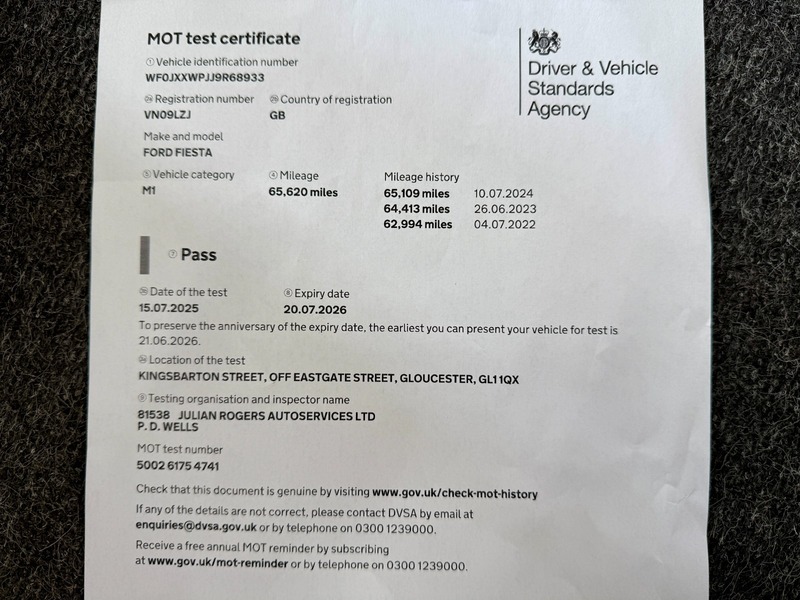 MOT test certificate
① Vehicle identification number
WF0JXXWPJJ9R68933
Registration number
Country of registration
VN09LZJ
GB
Make and model
FORD FIESTA
⑤ Vehicle category
④ Mileage
Mileage history
M1
65,620 miles
65,109 miles 10.07.2024
64,413 miles 26.06.2023
62,994 miles 04.07.2022
⑦ Pass
Date of the test
⑧ Expiry date
15.07.2025
20.07.2026
To preserve the anniversary of the expiry date, the earliest you can present your vehicle for test is
21.06.2026.
Location of the test
KINGSBARTON STREET, OFF EASTGATE STREET, GLOUCESTER, GL1 1QX
⑨ Testing organisation and inspector name
81538 JULIAN ROGERS AUTOSERVICES LTD
P. D. WELLS
MOT test number
5002 6175 4741
Check that this document is genuine by visiting www.gov.uk/check-mot-history
If any of the details are not correct, please contact DVSA by email at
enquiries@dvsa.gov.uk or by telephone on 0300 1239000.
Receive a free annual MOT reminder by subscribing
at www.gov.uk/mot-reminder or by telephone on 0300 1239000.
Driver & Vehicle
Standards
Agency